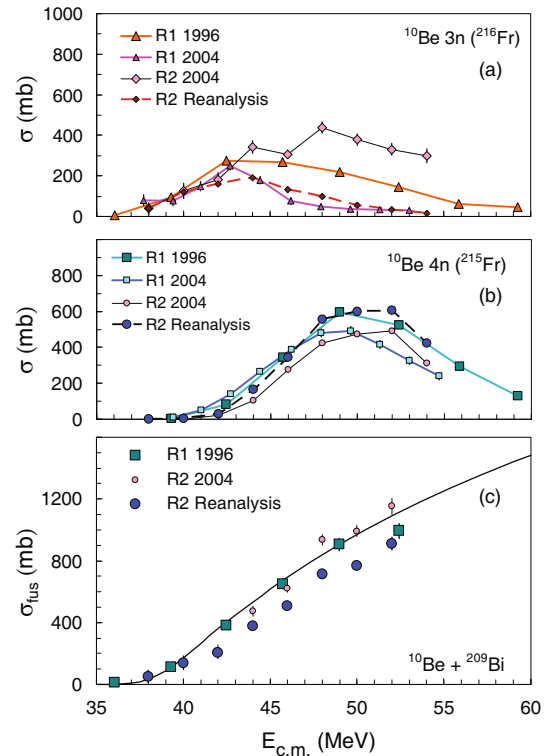 1000
800
600
400
200
0
σ (mb)
R1 1996
R1 2004
R2 2004
R2 Reanalysis
¹⁰Be 3n (²¹⁶Fr)
(a)
800
600
400
200
0
σ (mb)
R1 1996
R1 2004
R2 2004
R2 Reanalysis
¹⁰Be 4n (²¹⁵Fr)
(b)
1200
800
400
0
σfus (mb)
R1 1996
R2 2004
R2 Reanalysis
(c)
¹⁰Be + ²⁰⁹Bi
35 40 45 50 55 60
Ec.m. (MeV)